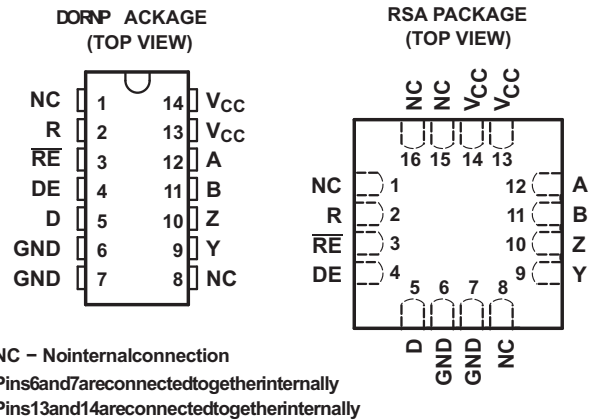 DORNP ACKAGE
(TOP VIEW)
NC 1 14 VCC
R 2 13 VCC
RE 3 12 A
DE 4 11 B
D 5 10 Z
GND 6 9 Y
GND 7 8 NC
RSA PACKAGE
(TOP VIEW)
NC NC VCC VCC
16 15 14 13
NC 1 12 A
R 2 11 B
RE 3 10 Z
DE 4 9 Y
5 6 7 8
D GND GND NC
NC − Nointernalconnection
Pins6and7areconnectedtogetherinternally
Pins13and14areconnectedtogetherinternally